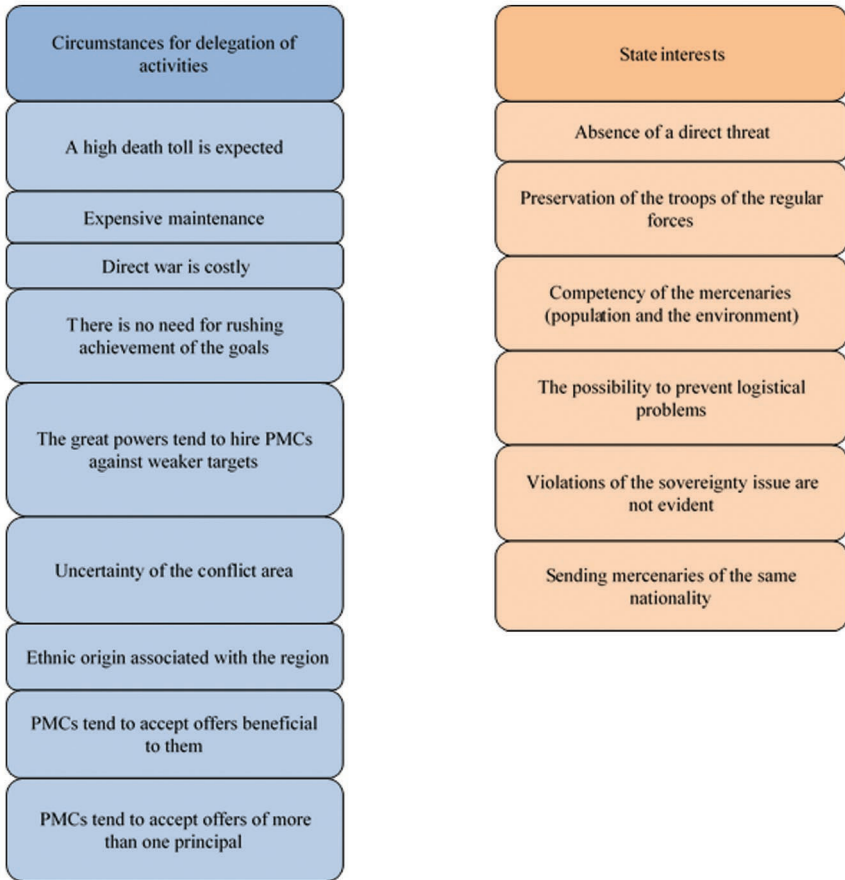 Circumstances for delegation of
activities
A high death toll is expected
Expensive maintenance
Direct war is costly
There is no need for rushing
achievement of the goals
The great powers tend to hire PMCs
against weaker targets
Uncertainty of the conflict area
Ethnic origin associated with the region
PMCs tend to accept offers beneficial
to them
PMCs tend to accept offers of more
than one principal
State interests
Absence of a direct threat
Preservation of the troops of the regular
forces
Competency of the mercenaries
(population and the environment)
The possibility to prevent logistical
problems
Violations of the sovereignty issue are
not evident
Sending mercenaries of the same
nationality